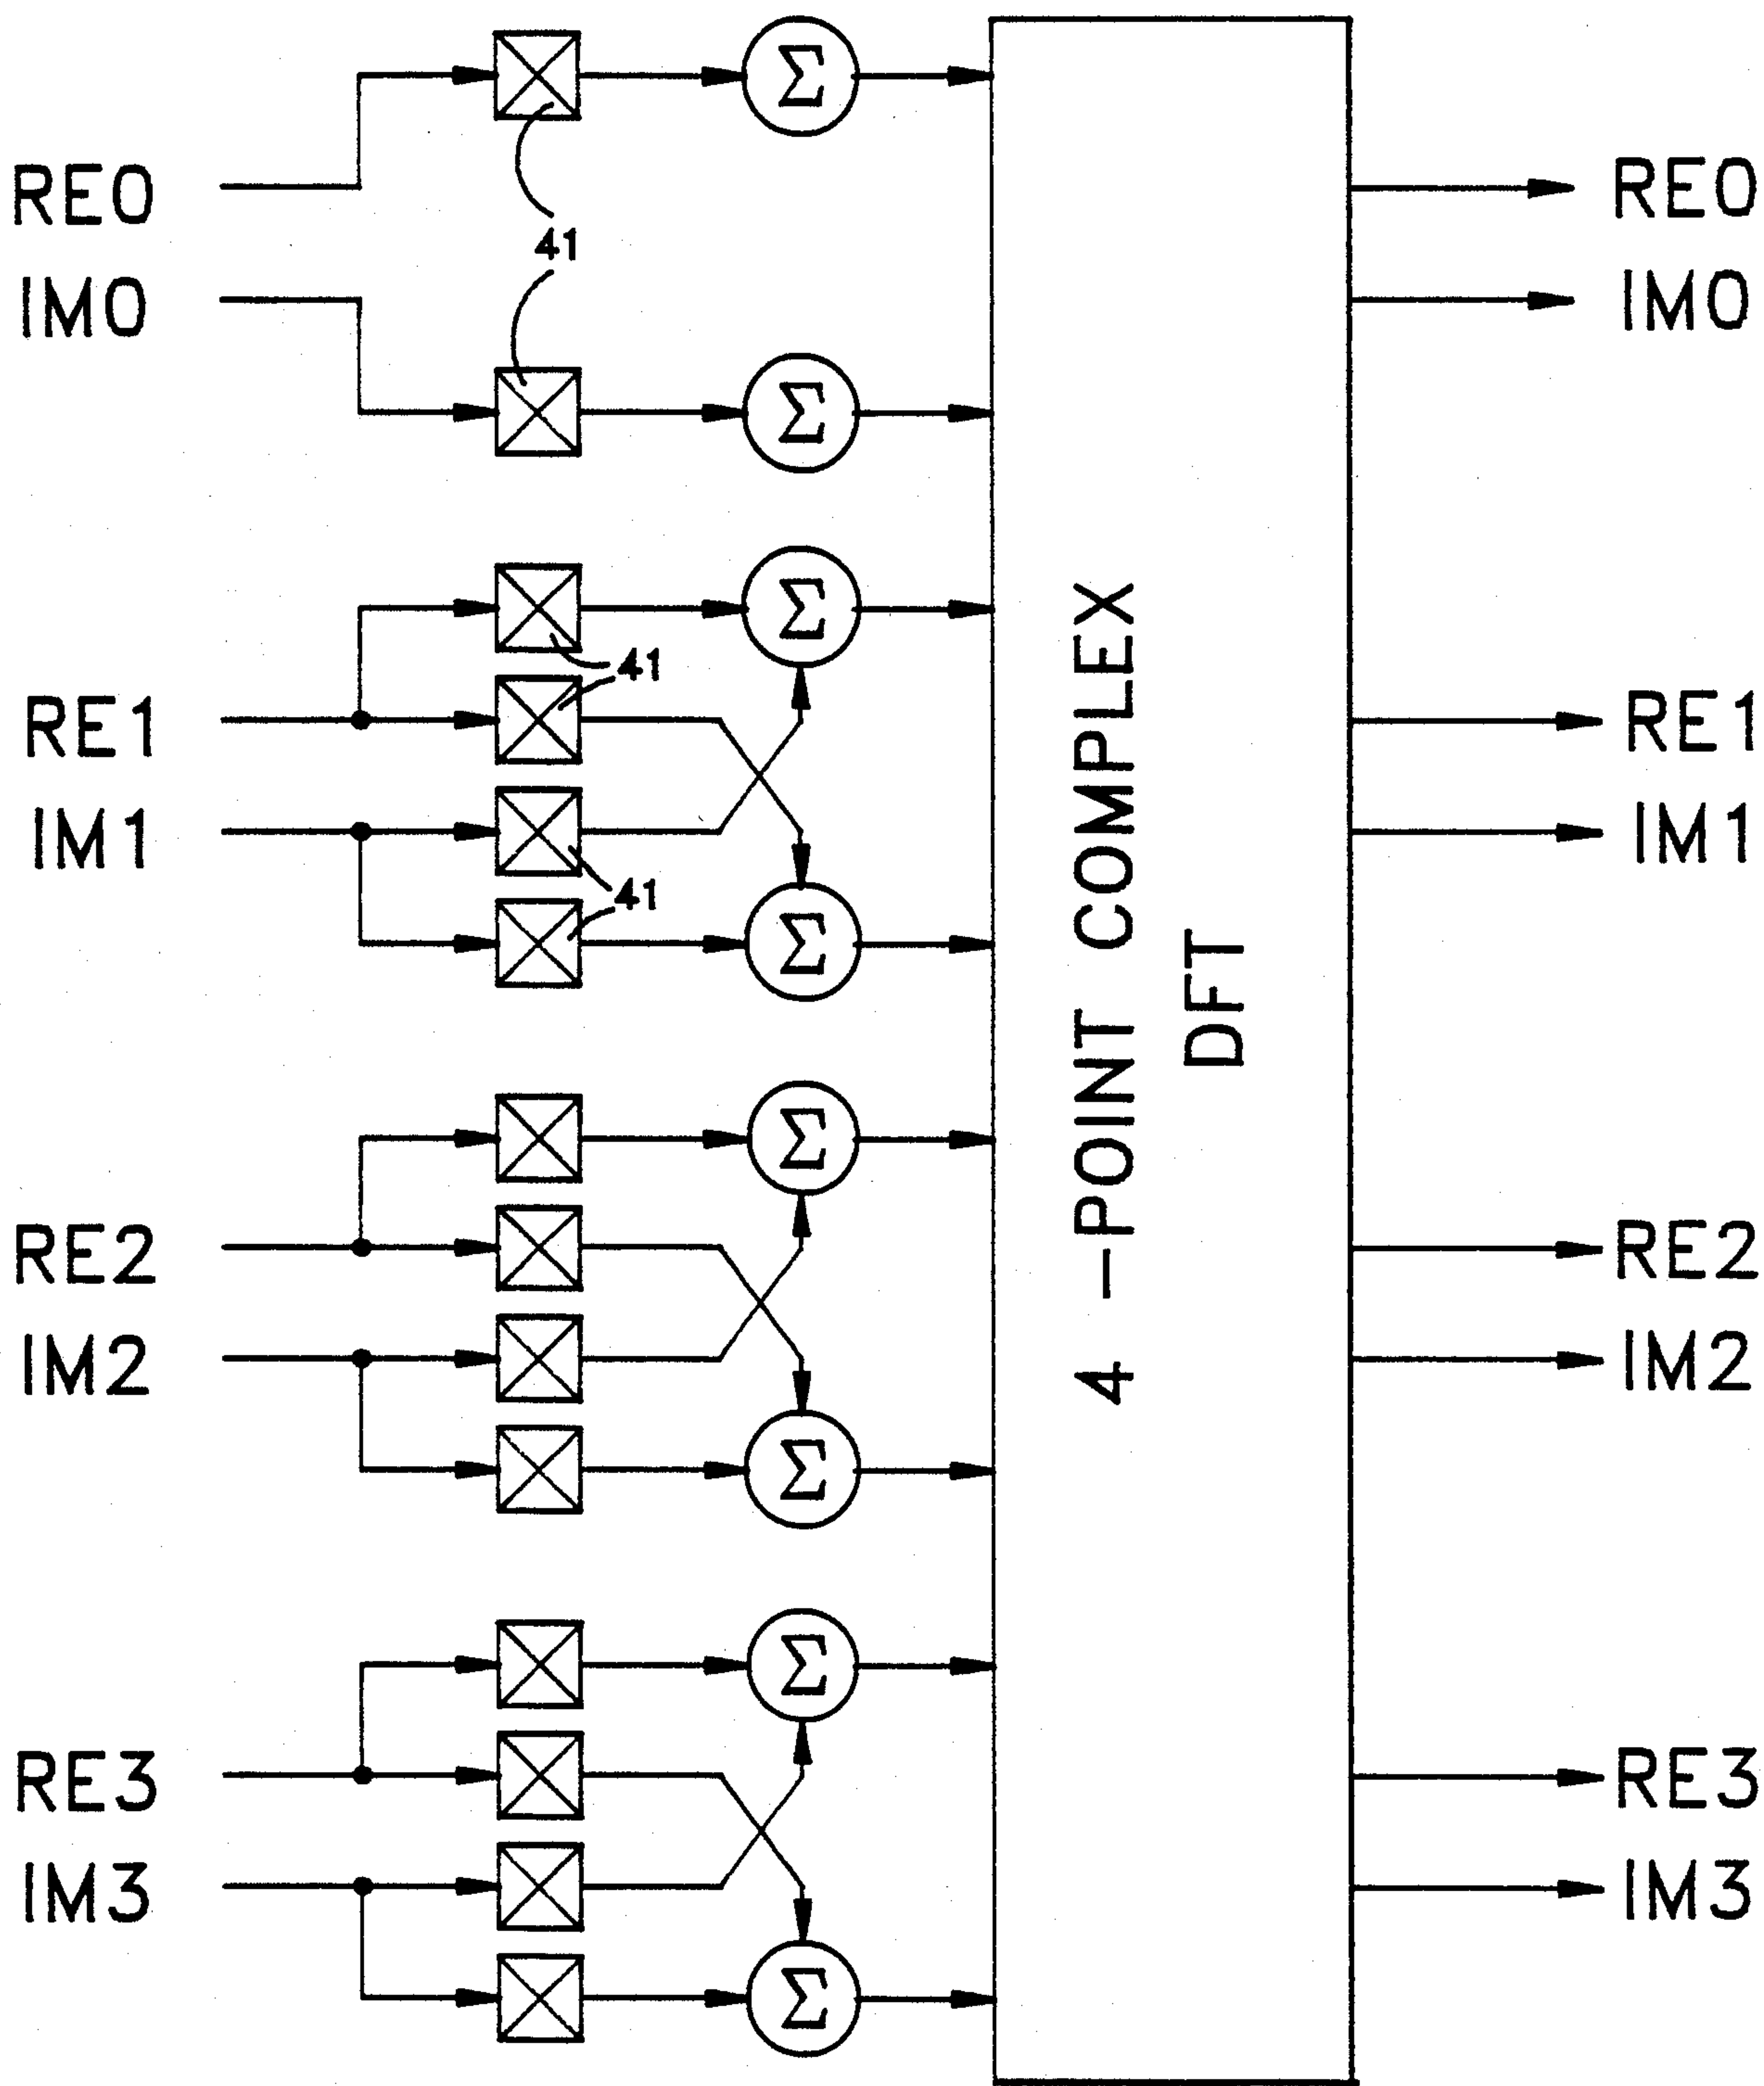 RE0
IM0
41
Σ
Σ
RE0
IM0
RE1
IM1
41
41
Σ
Σ
RE1
IM1
4-POINT COMPLEX
DFT
RE2
IM2
Σ
Σ
RE2
IM2
RE3
IM3
Σ
Σ
RE3
IM3